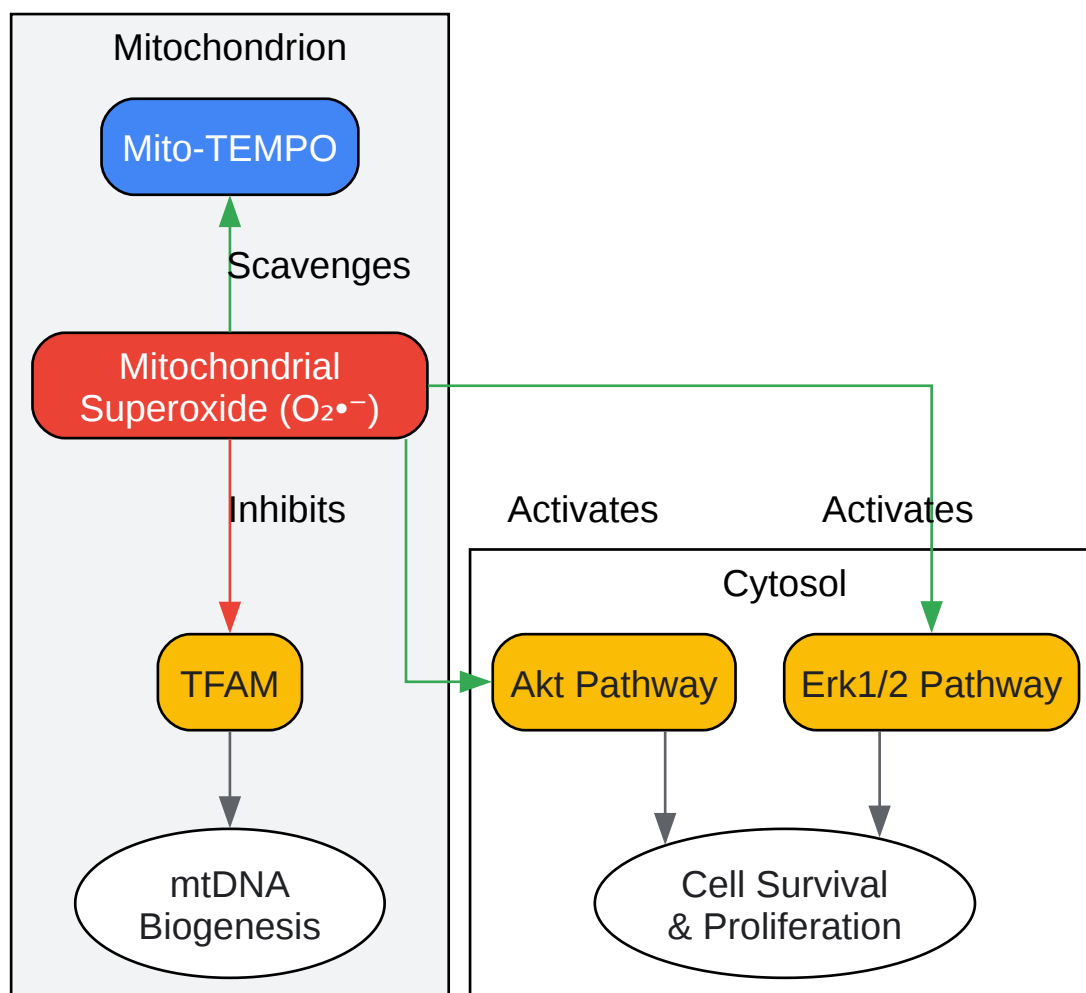 Mitochondrion
Mito-TEMPO
Scavenges
Mitochondrial
Superoxide (O₂•⁻)
Inhibits
Activates
Activates
Cytosol
TFAM
Akt Pathway
Erk1/2 Pathway
mtDNA
Biogenesis
Cell Survival
& Proliferation